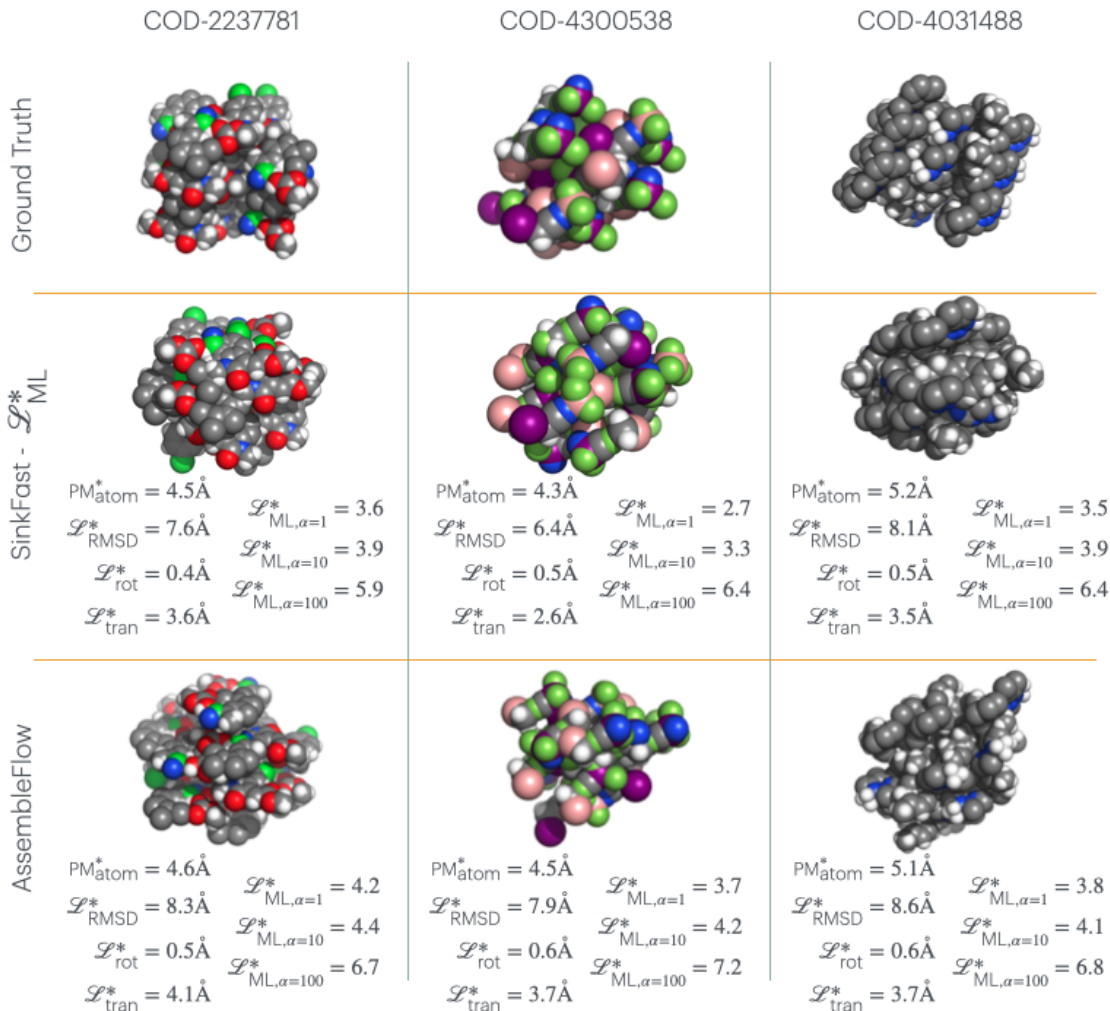 COD-2237781 COD-4300538 COD-4031488
Ground Truth
SinkFast - ℒ*ML
PM*atom = 4.5Å
ℒ*RMSD = 7.6Å
ℒ*rot = 0.4Å
ℒ*tran = 3.6Å
ℒ*ML,α=1 = 3.6
ℒ*ML,α=10 = 3.9
ℒ*ML,α=100 = 5.9
PM*atom = 4.3Å
ℒ*RMSD = 6.4Å
ℒ*rot = 0.5Å
ℒ*tran = 2.6Å
ℒ*ML,α=1 = 2.7
ℒ*ML,α=10 = 3.3
ℒ*ML,α=100 = 6.4
PM*atom = 5.2Å
ℒ*RMSD = 8.1Å
ℒ*rot = 0.5Å
ℒ*tran = 3.5Å
ℒ*ML,α=1 = 3.5
ℒ*ML,α=10 = 3.9
ℒ*ML,α=100 = 6.4
AssembleFlow
PM*atom = 4.6Å
ℒ*RMSD = 8.3Å
ℒ*rot = 0.5Å
ℒ*tran = 4.1Å
ℒ*ML,α=1 = 4.2
ℒ*ML,α=10 = 4.4
ℒ*ML,α=100 = 6.7
PM*atom = 4.5Å
ℒ*RMSD = 7.9Å
ℒ*rot = 0.6Å
ℒ*tran = 3.7Å
ℒ*ML,α=1 = 3.7
ℒ*ML,α=10 = 4.2
ℒ*ML,α=100 = 7.2
PM*atom = 5.1Å
ℒ*RMSD = 8.6Å
ℒ*rot = 0.6Å
ℒ*tran = 3.7Å
ℒ*ML,α=1 = 3.8
ℒ*ML,α=10 = 4.1
ℒ*ML,α=100 = 6.8